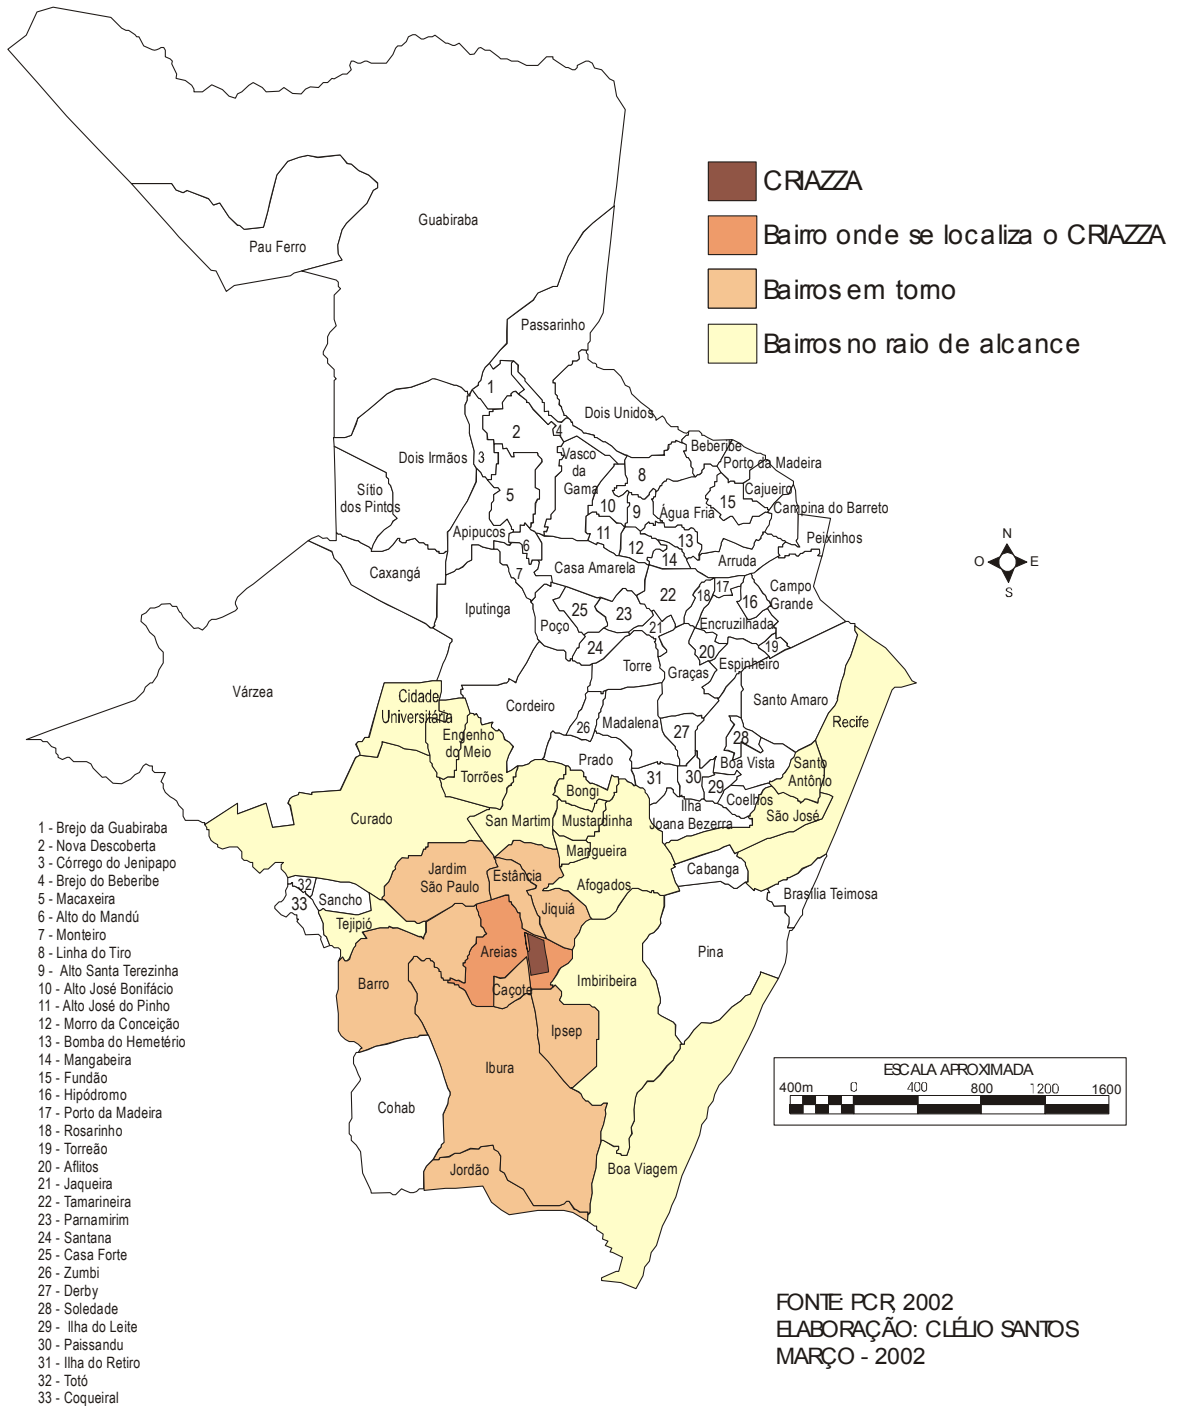 CRIAZZA
Bairro onde se localiza o CRIAZZA
Bairros em torno
Bairros no raio de alcance
Guabiraba
Pau Ferro
Passarinho
1
Dois Unidos
2
4
Beberibe
Dois Irmãos
3
Vasco
da
Gama
8
Porto da Madeira
Sítio
dos Pintos
5
Cajueiro
15
10
9
Água Fria
Campina do Barreto
Apipucos
11
6
12
13
Peixinhos
14
Arruda
Caxangá
7
Casa Amarela
Campo
Grande
Iputinga
25
23
22
18
17
16
Poço
21
Encruzilhada
24
20
19
Torre
Graças
Espinheiro
Várzea
Cidade
Universitária
Cordeiro
Santo Amaro
26
Madalena
27
Recife
28
Engenho
do Meio
Prado
Boa Vista
Santo
Antônio
Torrões
31
30
29
Bongi
Coelhos
Ilha
Joana Bezerra
São José
Curado
San Martim
Mustardinha
Mangueira
Cabanga
Jardim
São Paulo
Estância
Afogados
32
Sancho
33
Brasília Teimosa
Tejipió
Jiquiá
Areias
Pina
Barro
Caçote
Imbiribeira
Ipsep
Ibura
Cohab
Jordão
Boa Viagem
N
O
E
S
ESCALA APROXIMADA
400m 0 400 800 1200 1600
1 - Brejo da Guabiraba
2 - Nova Descoberta
3 - Córrego do Jenipapo
4 - Brejo do Beberibe
5 - Macaxeira
6 - Alto do Mandú
7 - Monteiro
8 - Linha do Tiro
9 - Alto Santa Terezinha
10 - Alto José Bonifácio
11 - Alto José do Pinho
12 - Morro da Conceição
13 - Bomba do Hemetério
14 - Mangabeira
15 - Fundão
16 - Hipódromo
17 - Porto da Madeira
18 - Rosarinho
19 - Torreão
20 - Aflitos
21 - Jaqueira
22 - Tamarineira
23 - Parnamirim
24 - Santana
25 - Casa Forte
26 - Zumbi
27 - Derby
28 - Soledade
29 - Ilha do Leite
30 - Paissandu
31 - Ilha do Retiro
32 - Totó
33 - Coqueiral
FONTE: PCR, 2002
ELABORAÇÃO: CLÉLIO SANTOS
MARÇO - 2002